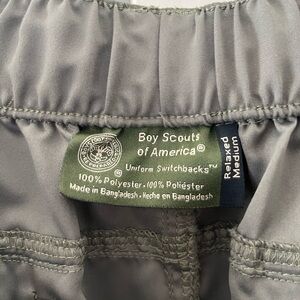 Boy Scouts
of America®
Uniform Switchbacks™
100% Polyester • 100% Poliéster
Made in Bangladesh • Hecho en Bangladesh
Relaxed
Medium